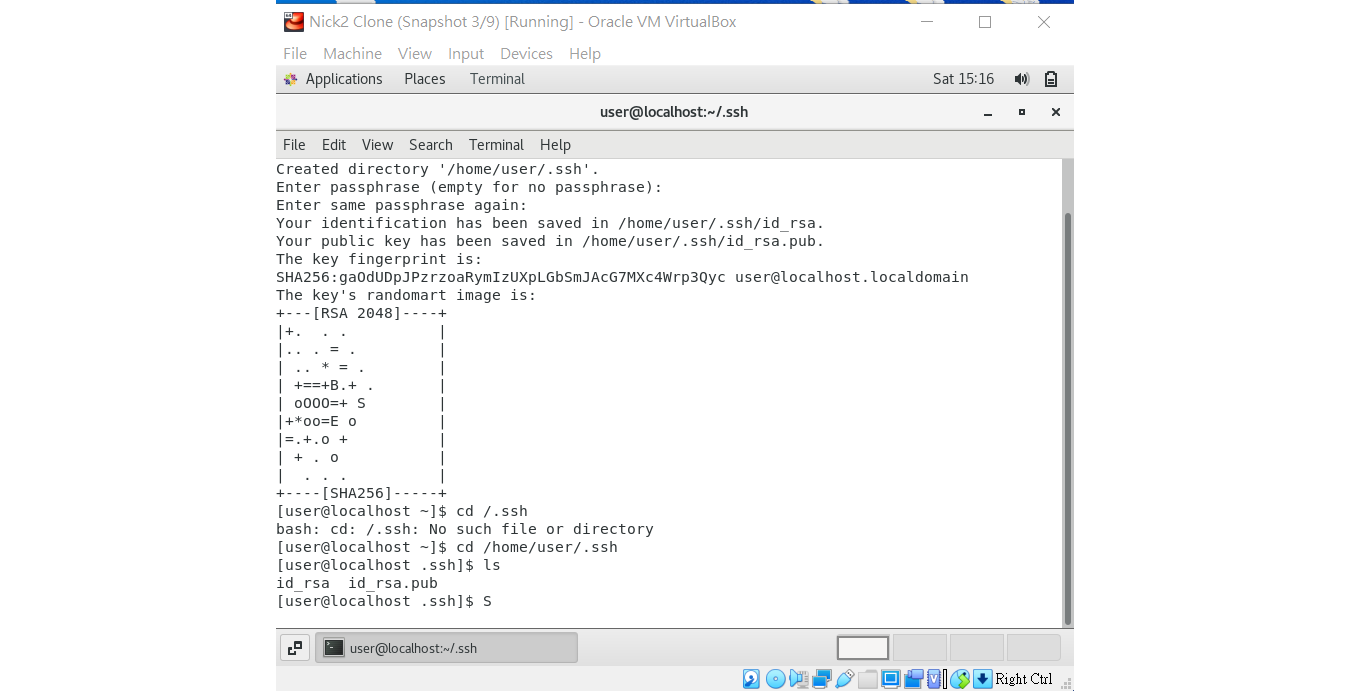 Nick2 Clone (Snapshot 3/9) [Running] - Oracle VM VirtualBox
File Machine View Input Devices Help
Applications Places Terminal Sat 15:16
user@localhost:~/.ssh
File Edit View Search Terminal Help
Created directory '/home/user/.ssh'.
Enter passphrase (empty for no passphrase):
Enter same passphrase again:
Your identification has been saved in /home/user/.ssh/id_rsa.
Your public key has been saved in /home/user/.ssh/id_rsa.pub.
The key fingerprint is:
SHA256:gaOdUDpJPzrzoaRymIzUXpLGbSmJAcG7MXc4Wrp3Qyc user@localhost.localdomain
The key's randomart image is:
+---[RSA 2048]----+
|+.  . .          |
|.. . = .         |
| .. * = .        |
| +==+B.+ .       |
| oOOO=+ S        |
|+*oo=E o         |
|=.+.o +          |
| + . o           |
|  . . .          |
+----[SHA256]-----+
[user@localhost ~]$ cd /.ssh
bash: cd: /.ssh: No such file or directory
[user@localhost ~]$ cd /home/user/.ssh
[user@localhost .ssh]$ ls
id_rsa  id_rsa.pub
[user@localhost .ssh]$ S
user@localhost:~/.ssh
Right Ctrl